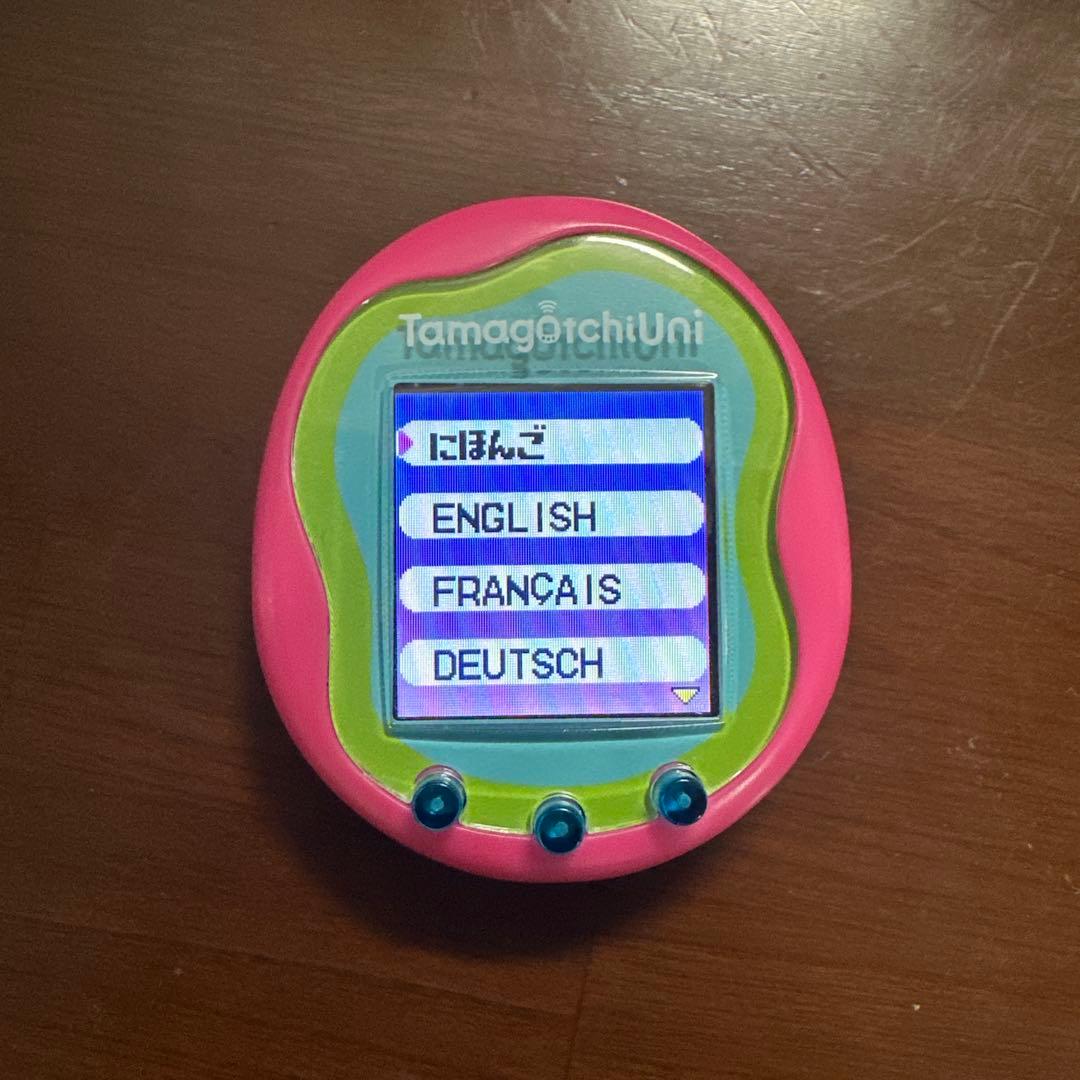 TamagotchiUni
にほんご
ENGLISH
FRANÇAIS
DEUTSCH